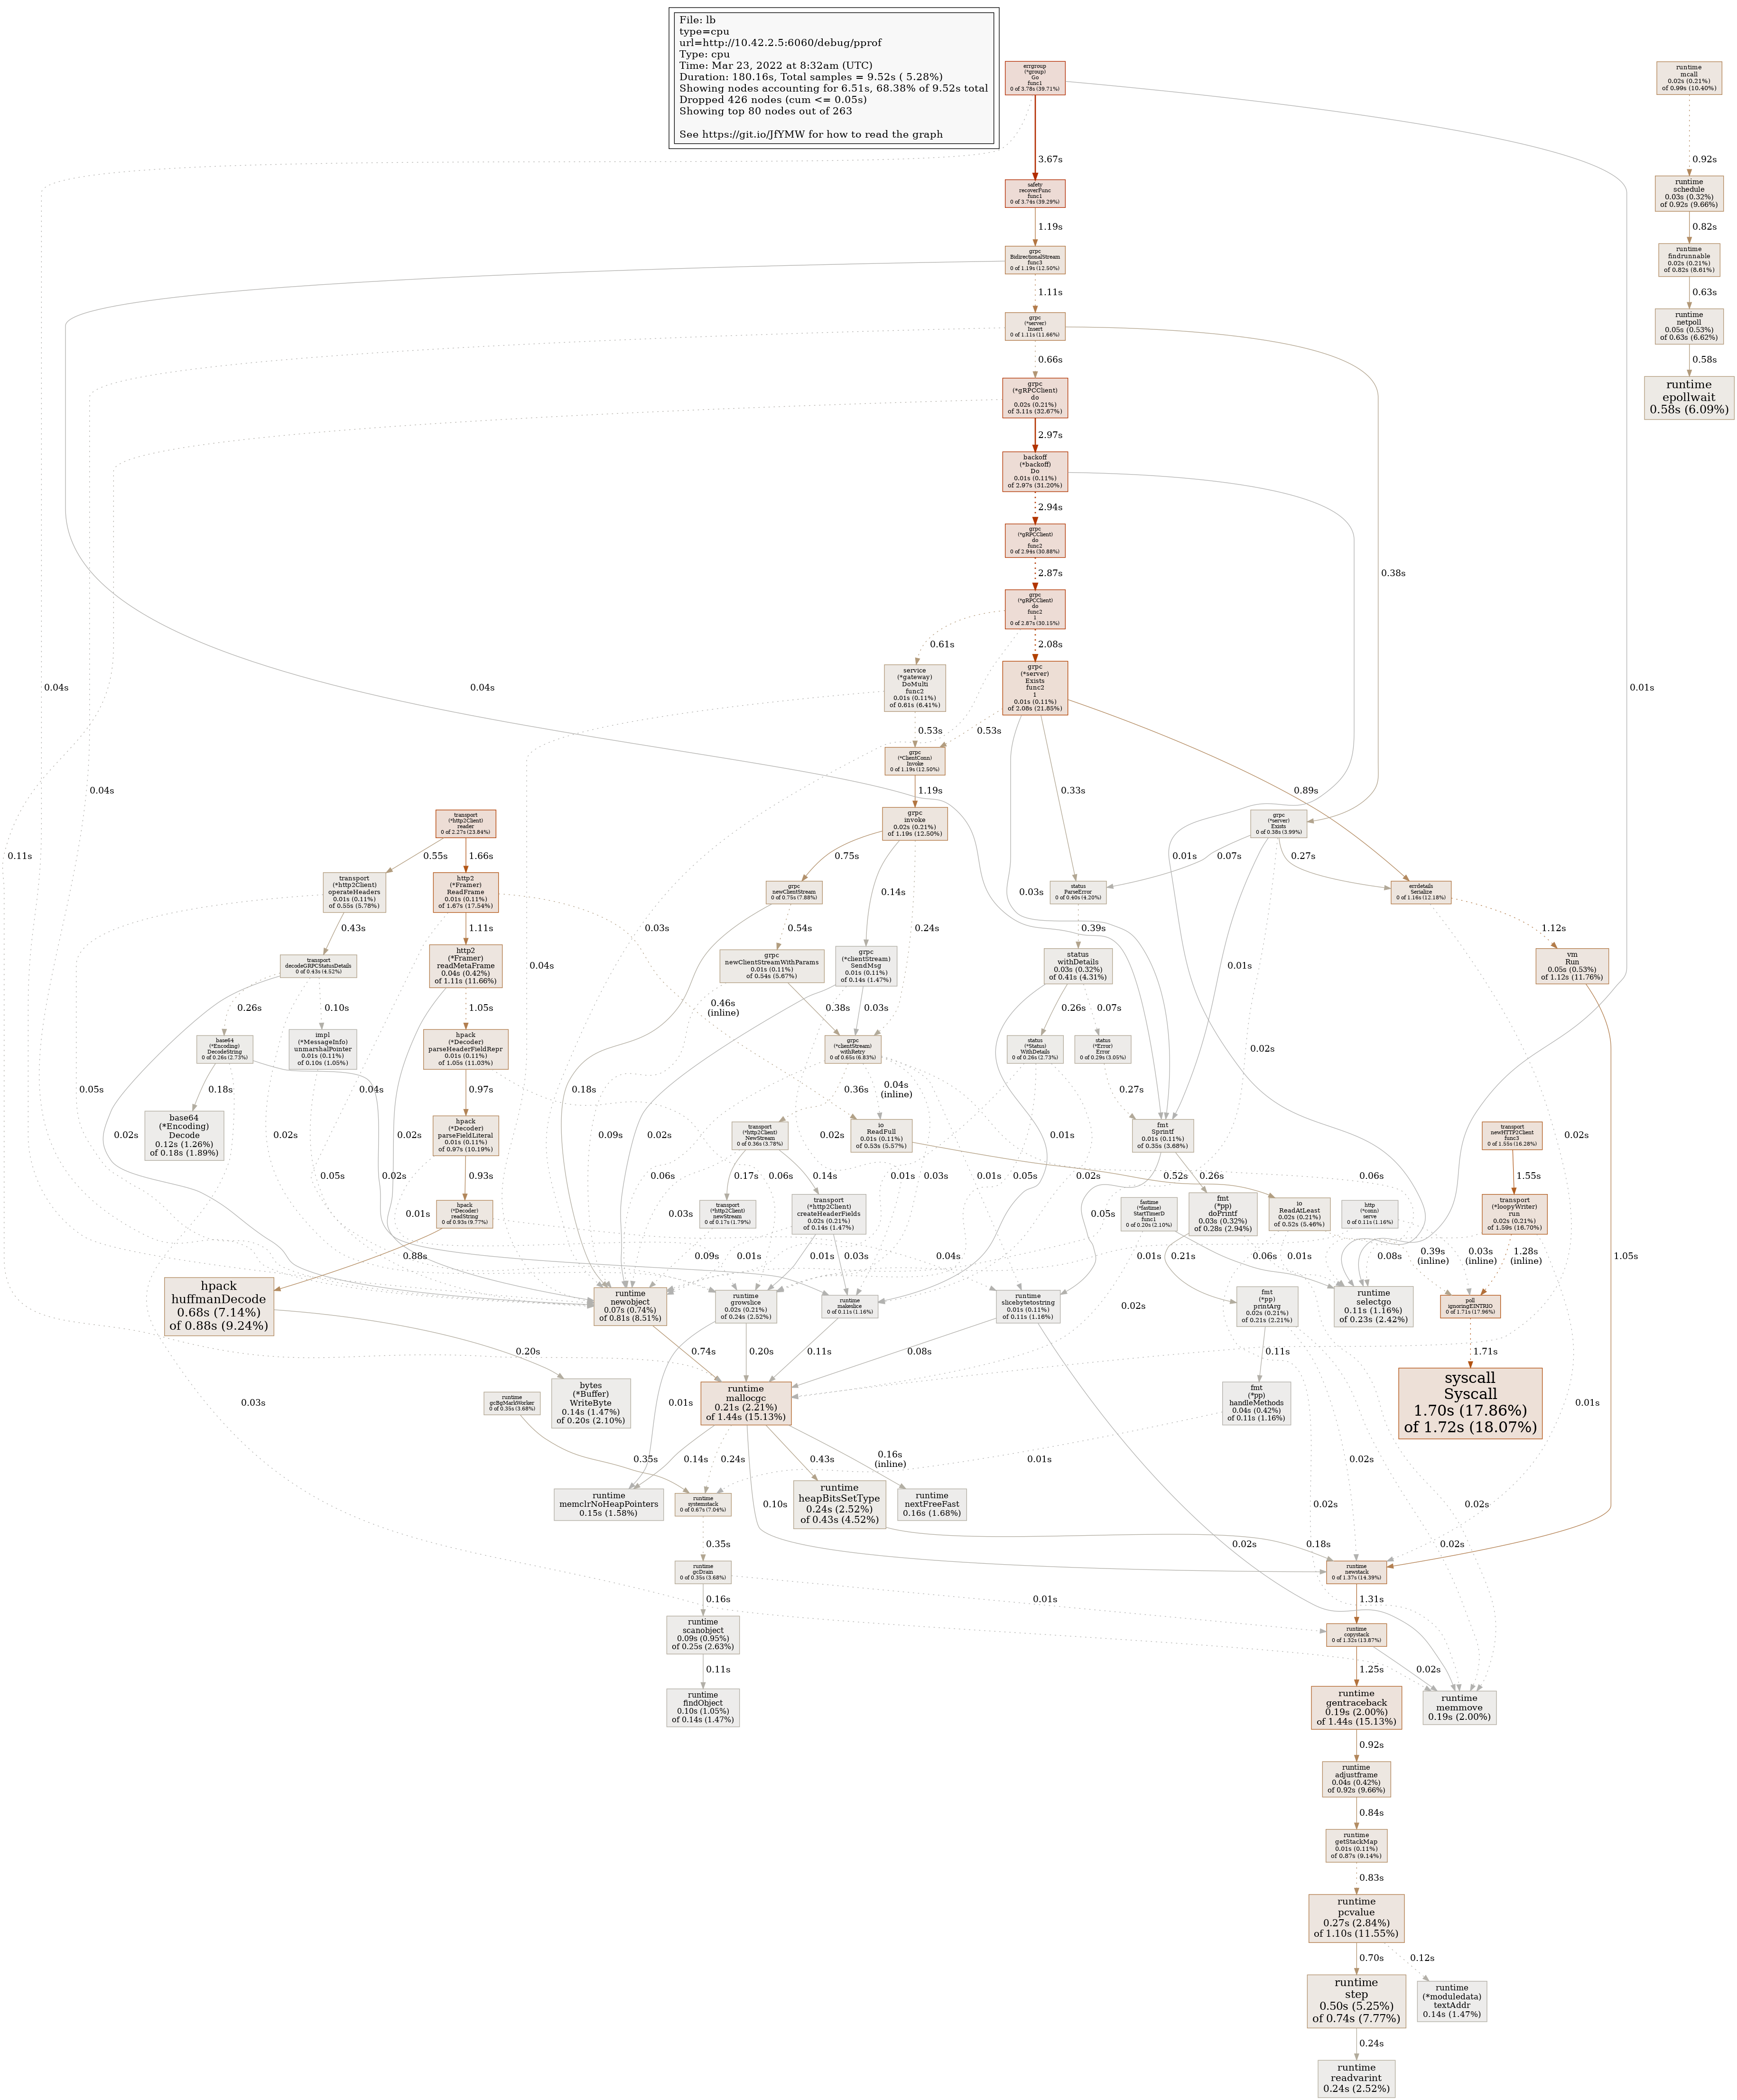 File: lb
type=cpu
url=http://10.42.2.5:6060/debug/pprof
Type: cpu
Time: Mar 23, 2022 at 8:32am (UTC)
Duration: 180.16s, Total samples = 9.52s ( 5.28%)
Showing nodes accounting for 6.51s, 68.38% of 9.52s total
Dropped 426 nodes (cum <= 0.05s)
Showing top 80 nodes out of 263
See https://git.io/JfYMW for how to read the graph
errgroup
(*group)
Go
func1
0 of 3.78s (39.71%)
runtime
mcall
0.02s (0.21%)
of 0.99s (10.40%)
3.67s
0.92s
safety
recoverFunc
func1
0 of 3.74s (39.29%)
runtime
schedule
0.03s (0.32%)
of 0.92s (9.66%)
1.19s
0.82s
grpc
BidirectionalStream
func3
0 of 1.19s (12.50%)
runtime
findrunnable
0.02s (0.21%)
of 0.82s (8.61%)
1.11s
0.63s
grpc
(*server)
Insert
0 of 1.11s (11.66%)
runtime
netpoll
0.05s (0.53%)
of 0.63s (6.62%)
0.66s
0.58s
grpc
(*gRPCClient)
do
0.02s (0.21%)
of 3.11s (32.67%)
runtime
epollwait
0.58s (6.09%)
2.97s
backoff
(*backoff)
Do
0.01s (0.11%)
of 2.97s (31.20%)
2.94s
grpc
(*gRPCClient)
do
func2
0 of 2.94s (30.88%)
2.87s
0.38s
grpc
(*gRPCClient)
do
func2
1
0 of 2.87s (30.15%)
0.61s
2.08s
service
(*gateway)
DoMulti
func2
0.01s (0.11%)
of 0.61s (6.41%)
grpc
(*server)
Exists
func2
1
0.01s (0.11%)
of 2.08s (21.85%)
0.04s
0.04s
0.01s
0.53s
0.53s
grpc
(*ClientConn)
Invoke
0 of 1.19s (12.50%)
0.04s
1.19s
0.33s
0.89s
transport
(*http2Client)
reader
0 of 2.27s (23.84%)
grpc
invoke
0.02s (0.21%)
of 1.19s (12.50%)
grpc
(*server)
Exists
0 of 0.38s (3.99%)
0.11s
0.55s
1.66s
0.75s
0.14s
0.01s
0.07s
0.27s
transport
(*http2Client)
operateHeaders
0.01s (0.11%)
of 0.55s (5.78%)
http2
(*Framer)
ReadFrame
0.01s (0.11%)
of 1.67s (17.54%)
0.03s
grpc
newClientStream
0 of 0.75s (7.88%)
0.03s
status
ParseError
0 of 0.40s (4.20%)
errdetails
Serialize
0 of 1.16s (12.18%)
0.43s
1.11s
0.54s
0.24s
0.39s
1.12s
transport
decodeGRPCStatusDetails
0 of 0.43s (4.52%)
http2
(*Framer)
readMetaFrame
0.04s (0.42%)
of 1.11s (11.66%)
0.04s
grpc
newClientStreamWithParams
0.01s (0.11%)
of 0.54s (5.67%)
grpc
(*clientStream)
SendMsg
0.01s (0.11%)
of 0.14s (1.47%)
status
withDetails
0.03s (0.32%)
of 0.41s (4.31%)
0.01s
vm
Run
0.05s (0.53%)
of 1.12s (11.76%)
0.26s
0.10s
1.05s
0.46s
(inline)
0.38s
0.03s
0.26s
0.07s
0.02s
base64
(*Encoding)
DecodeString
0 of 0.26s (2.73%)
impl
(*MessageInfo)
unmarshalPointer
0.01s (0.11%)
of 0.10s (1.05%)
hpack
(*Decoder)
parseHeaderFieldRepr
0.01s (0.11%)
of 1.05s (11.03%)
grpc
(*clientStream)
withRetry
0 of 0.65s (6.83%)
status
(*Status)
WithDetails
0 of 0.26s (2.73%)
status
(*Error)
Error
0 of 0.29s (3.05%)
0.02s
0.05s
0.18s
0.04s
0.97s
0.18s
0.36s
0.04s
(inline)
0.27s
base64
(*Encoding)
Decode
0.12s (1.26%)
of 0.18s (1.89%)
hpack
(*Decoder)
parseFieldLiteral
0.01s (0.11%)
of 0.97s (10.19%)
transport
(*http2Client)
NewStream
0 of 0.36s (3.78%)
io
ReadFull
0.01s (0.11%)
of 0.53s (5.57%)
fmt
Sprintf
0.01s (0.11%)
of 0.35s (3.68%)
transport
newHTTP2Client
func3
0 of 1.55s (16.28%)
0.02s
0.02s
0.02s
0.09s
0.02s
0.02s
0.01s
0.02s
0.05s
0.93s
0.06s
0.17s
0.06s
0.14s
0.01s
0.03s
0.01s
0.05s
0.52s
0.26s
0.06s
1.55s
0.01s
hpack
(*Decoder)
readString
0 of 0.93s (9.77%)
0.03s
transport
(*http2Client)
newStream
0 of 0.17s (1.79%)
transport
(*http2Client)
createHeaderFields
0.02s (0.21%)
of 0.14s (1.47%)
0.05s
fastime
(*fastime)
StartTimerD
func1
0 of 0.20s (2.10%)
fmt
(*pp)
doPrintf
0.03s (0.32%)
of 0.28s (2.94%)
io
ReadAtLeast
0.02s (0.21%)
of 0.52s (5.46%)
http
(*conn)
serve
0 of 0.11s (1.16%)
transport
(*loopyWriter)
run
0.02s (0.21%)
of 1.59s (16.70%)
0.88s
0.09s
0.01s
0.01s
0.03s
0.04s
0.01s
0.21s
0.06s
0.01s
0.08s
0.39s
(inline)
0.03s
(inline)
1.28s
(inline)
1.05s
hpack
huffmanDecode
0.68s (7.14%)
of 0.88s (9.24%)
runtime
newobject
0.07s (0.74%)
of 0.81s (8.51%)
runtime
growslice
0.02s (0.21%)
of 0.24s (2.52%)
runtime
makeslice
0 of 0.11s (1.16%)
runtime
slicebytetostring
0.01s (0.11%)
of 0.11s (1.16%)
0.02s
fmt
(*pp)
printArg
0.02s (0.21%)
of 0.21s (2.21%)
runtime
selectgo
0.11s (1.16%)
of 0.23s (2.42%)
poll
ignoringEINTRIO
0 of 1.71s (17.96%)
0.20s
0.74s
0.20s
0.11s
0.08s
0.11s
1.71s
0.03s
runtime
gcBgMarkWorker
0 of 0.35s (3.68%)
bytes
(*Buffer)
WriteByte
0.14s (1.47%)
of 0.20s (2.10%)
0.01s
runtime
mallocgc
0.21s (2.21%)
of 1.44s (15.13%)
fmt
(*pp)
handleMethods
0.04s (0.42%)
of 0.11s (1.16%)
syscall
Syscall
1.70s (17.86%)
of 1.72s (18.07%)
0.01s
0.35s
0.14s
0.24s
0.43s
0.16s
(inline)
0.01s
0.02s
runtime
memclrNoHeapPointers
0.15s (1.58%)
runtime
systemstack
0 of 0.67s (7.04%)
0.10s
runtime
heapBitsSetType
0.24s (2.52%)
of 0.43s (4.52%)
runtime
nextFreeFast
0.16s (1.68%)
0.02s
0.02s
0.35s
0.02s
0.18s
0.02s
runtime
gcDrain
0 of 0.35s (3.68%)
runtime
newstack
0 of 1.37s (14.39%)
0.16s
0.01s
1.31s
runtime
scanobject
0.09s (0.95%)
of 0.25s (2.63%)
runtime
copystack
0 of 1.32s (13.87%)
0.11s
1.25s
0.02s
runtime
findObject
0.10s (1.05%)
of 0.14s (1.47%)
runtime
gentraceback
0.19s (2.00%)
of 1.44s (15.13%)
runtime
memmove
0.19s (2.00%)
0.92s
runtime
adjustframe
0.04s (0.42%)
of 0.92s (9.66%)
0.84s
runtime
getStackMap
0.01s (0.11%)
of 0.87s (9.14%)
0.83s
runtime
pcvalue
0.27s (2.84%)
of 1.10s (11.55%)
0.70s
0.12s
runtime
step
0.50s (5.25%)
of 0.74s (7.77%)
runtime
(*moduledata)
textAddr
0.14s (1.47%)
0.24s
runtime
readvarint
0.24s (2.52%)